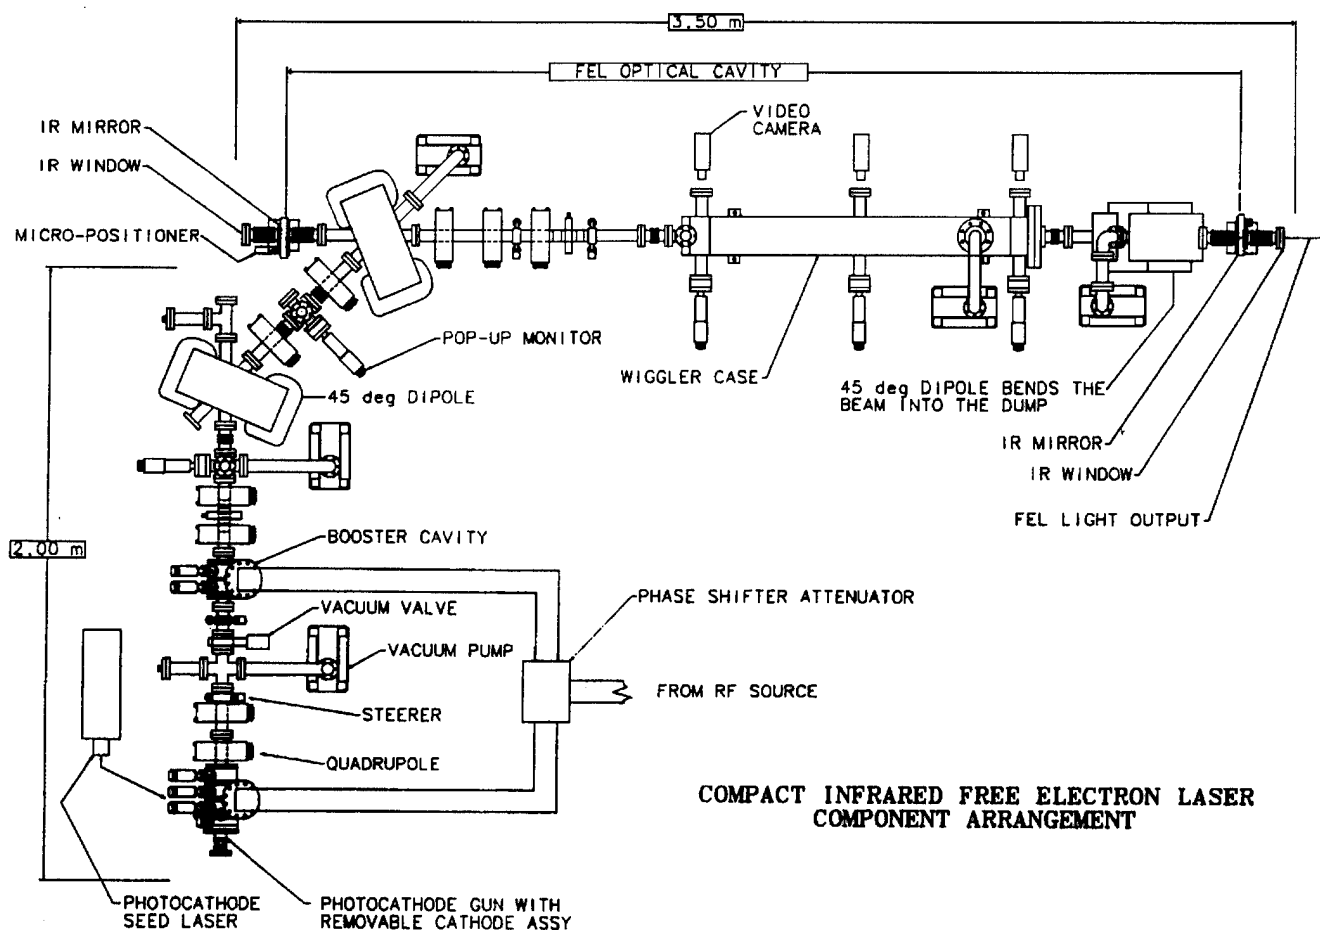 3.50 m
FEL OPTICAL CAVITY
VIDEO
CAMERA
IR MIRROR
IR WINDOW
MICRO-POSITIONER
POP-UP MONITOR
WIGGLER CASE
45 deg DIPOLE BENDS THE
BEAM INTO THE DUMP
45 deg DIPOLE
IR MIRROR
IR WINDOW
FEL LIGHT OUTPUT
2.00 m
BOOSTER CAVITY
PHASE SHIFTER ATTENUATOR
VACUUM VALVE
VACUUM PUMP
FROM RF SOURCE
STEERER
QUADRUPOLE
COMPACT INFRARED FREE ELECTRON LASER
COMPONENT ARRANGEMENT
PHOTOCATHODE
SEED LASER
PHOTOCATHODE GUN WITH
REMOVABLE CATHODE ASSY